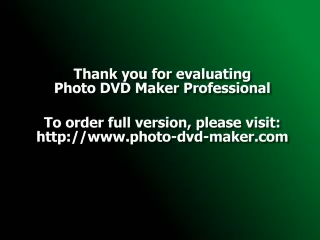 Thank you for evaluating
Photo DVD Maker Professional
To order full version, please visit:
http://www.photo-dvd-maker.com